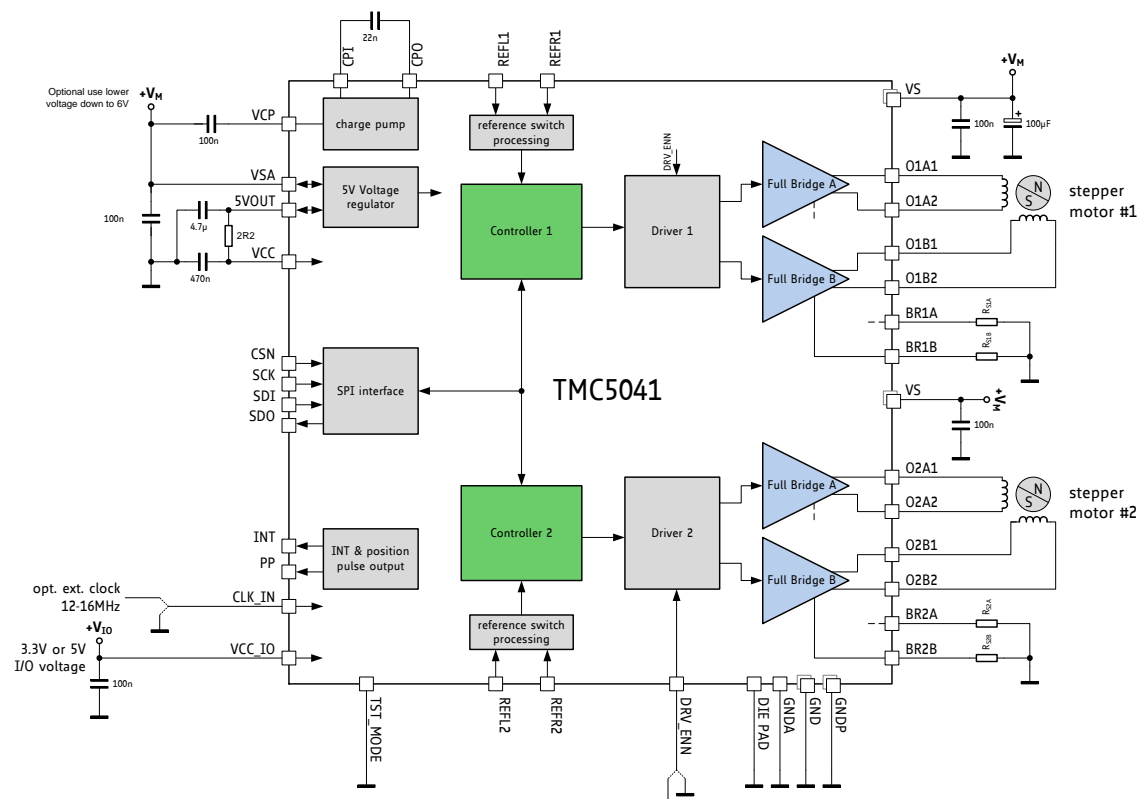 22n
CPI
CPO
REFL1
REFR1
Optional use lower
voltage down to 6V
+VM
VCP
100n
charge pump
reference switch
processing
VS
+VM
100n
+
100µF
VSA
5VOUT
5V Voltage
regulator
100n
4.7µ
2R2
470n
VCC
Controller 1
DRV_ENN
Driver 1
Full Bridge A
Full Bridge B
O1A1
O1A2
O1B1
O1B2
BR1A
BR1B
RS1A
RS1B
N
S
stepper
motor #1
CSN
SCK
SDI
SDO
SPI interface
TMC5041
VS
+VM
100n
Controller 2
Driver 2
Full Bridge A
Full Bridge B
O2A1
O2A2
O2B1
O2B2
BR2A
BR2B
RS2A
RS2B
N
S
stepper
motor #2
INT
PP
INT & position
pulse output
opt. ext. clock
12-16MHz
CLK_IN
+VIO
3.3V or 5V
I/O voltage
VCC_IO
100n
reference switch
processing
TST_MODE
REFL2
REFR2
DRV_ENN
DIE PAD
GNDA
GND
GNDP